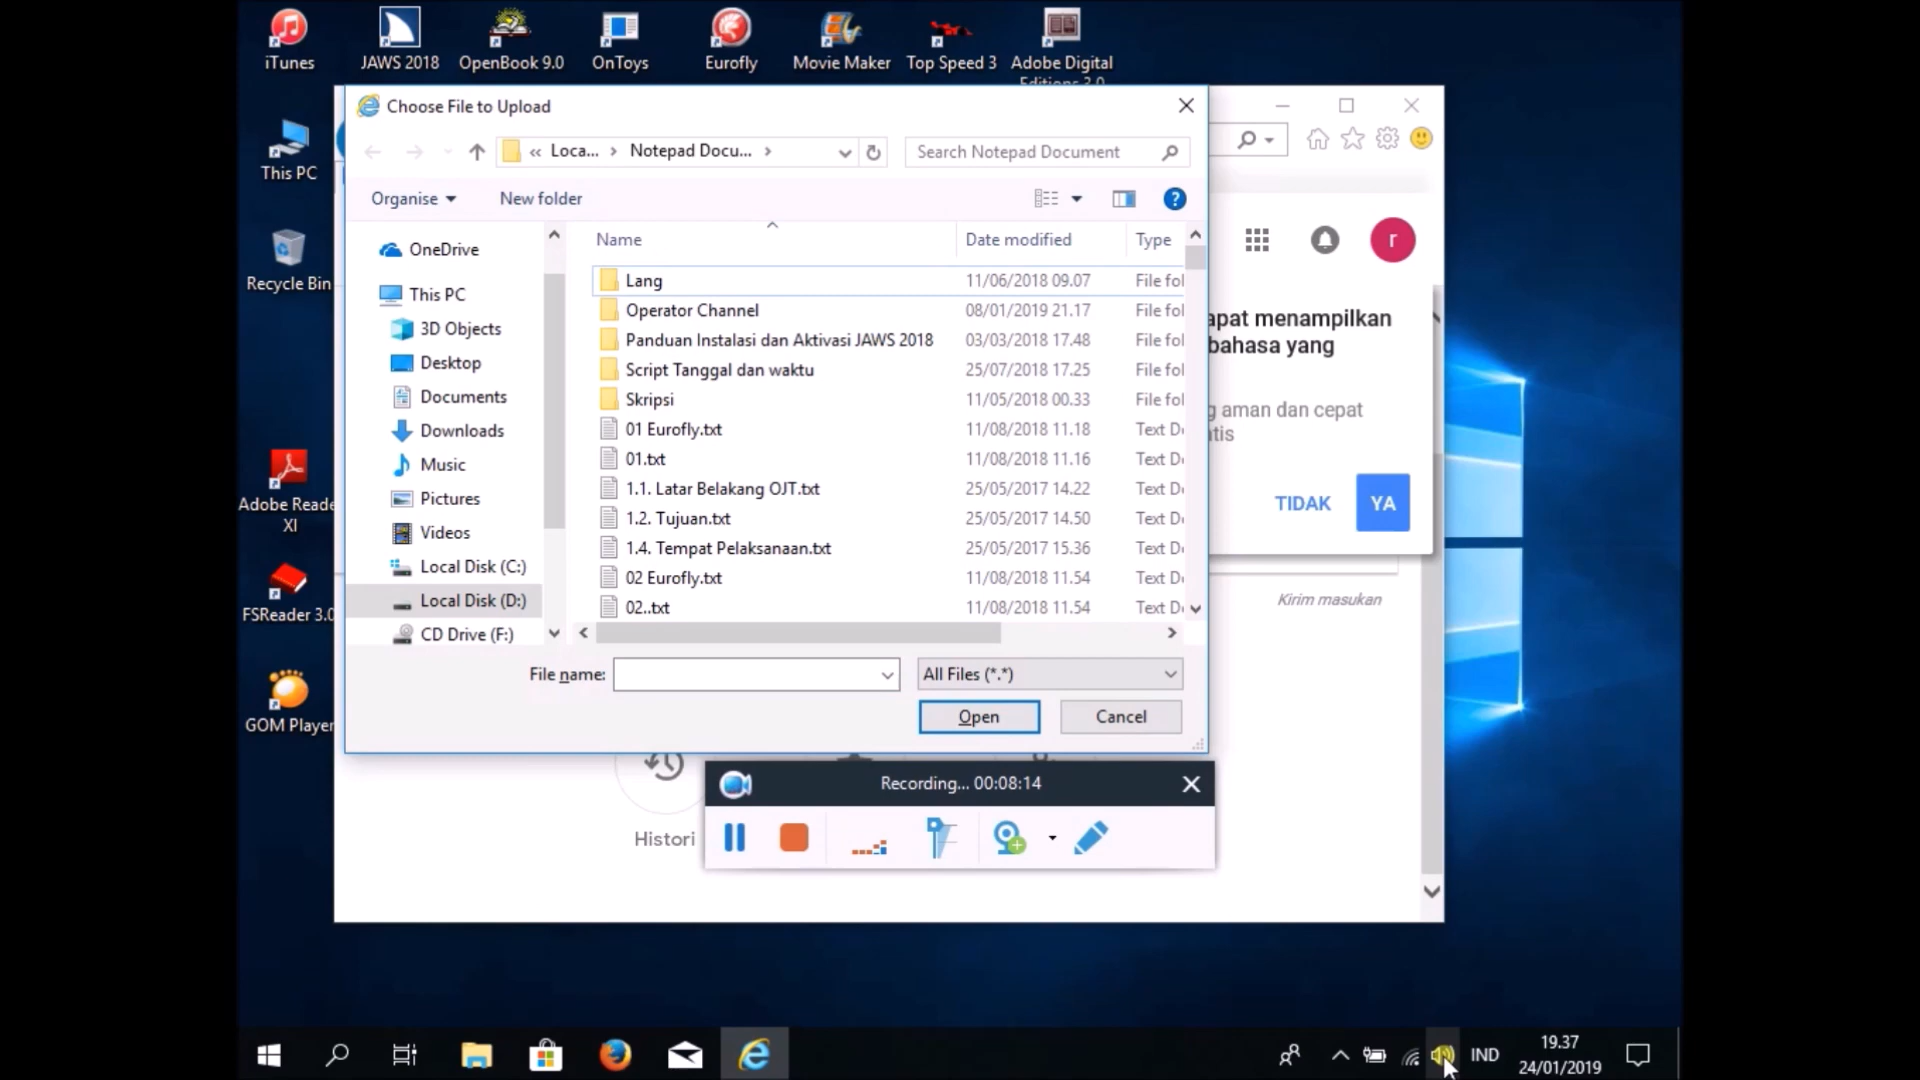 iTunes
JAWS 2018
OpenBook 9.0
OnToys
Eurofly
Movie Maker
Top Speed 3
Adobe Digital
Editions 3.0
This PC
Recycle Bin
Adobe Reade
XI
FSReader 3.0
GOM Player
Choose File to Upload
« Loca... › Notepad Docu... ›
Search Notepad Document
Organise
New folder
OneDrive
This PC
3D Objects
Desktop
Documents
Downloads
Music
Pictures
Videos
Local Disk (C:)
Local Disk (D:)
CD Drive (F:)
Name Date modified Type
Lang 11/06/2018 09.07 File fol
Operator Channel 08/01/2019 21.17 File fol
Panduan Instalasi dan Aktivasi JAWS 2018 03/03/2018 17.48 File fol
Script Tanggal dan waktu 25/07/2018 17.25 File fol
Skripsi 11/05/2018 00.33 File fol
01 Eurofly.txt 11/08/2018 11.18 Text D
01.txt 11/08/2018 11.16 Text D
1.1. Latar Belakang OJT.txt 25/05/2017 14.22 Text D
1.2. Tujuan.txt 25/05/2017 14.50 Text D
1.4. Tempat Pelaksanaan.txt 25/05/2017 15.36 Text D
02 Eurofly.txt 11/08/2018 11.54 Text D
02..txt 11/08/2018 11.54 Text D
File name:
All Files (*.*)
Open
Cancel
r
apat menampilkan
bahasa yang
g aman dan cepat
atis
TIDAK
YA
Kirim masukan
Histori
Recording... 00:08:14
IND
19.37
24/01/2019